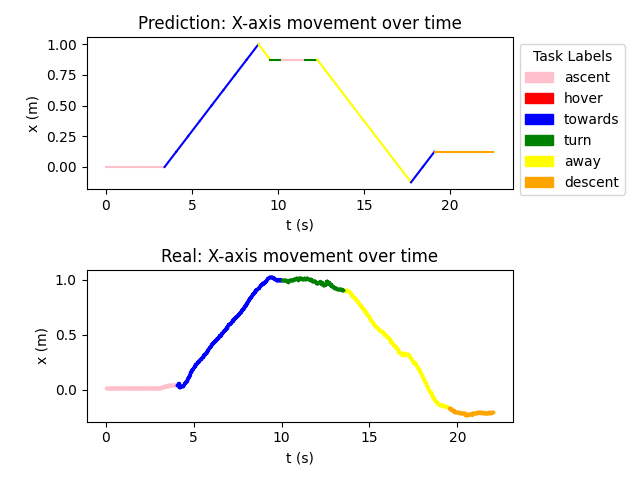 Prediction: X-axis movement over time
1.00
0.75
0.50
0.25
0.00
x (m)
0 5 10 15 20
t (s)
Task Labels
ascent
hover
towards
turn
away
descent
Real: X-axis movement over time
1.0
0.5
0.0
x (m)
0 5 10 15 20
t (s)